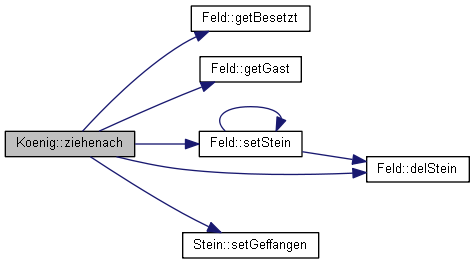 Feld::getBesetzt
Feld::getGast
Koenig::ziehenach
Feld::setStein
Feld::delStein
Stein::setGeffangen